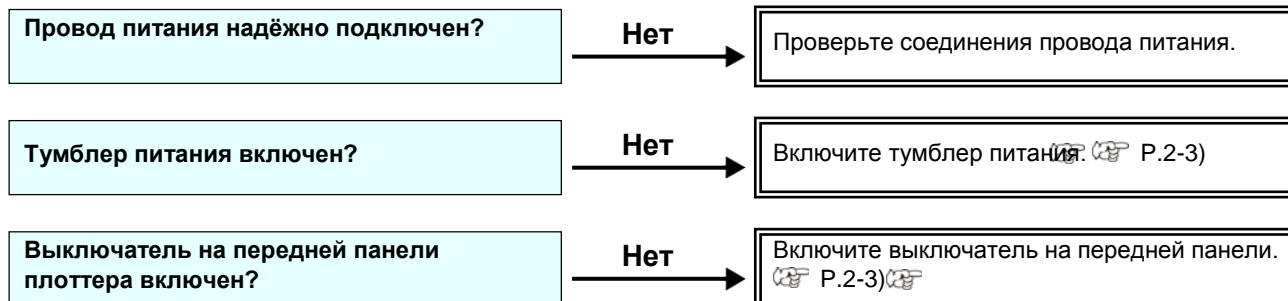 Провод питания надёжно подключен?
Нет
Проверьте соединения провода питания.
Тумблер питания включен?
Нет
Включите тумблер питания. P.2-3)
Выключатель на передней панели
плоттера включен?
Нет
Включите выключатель на передней панели.
P.2-3)